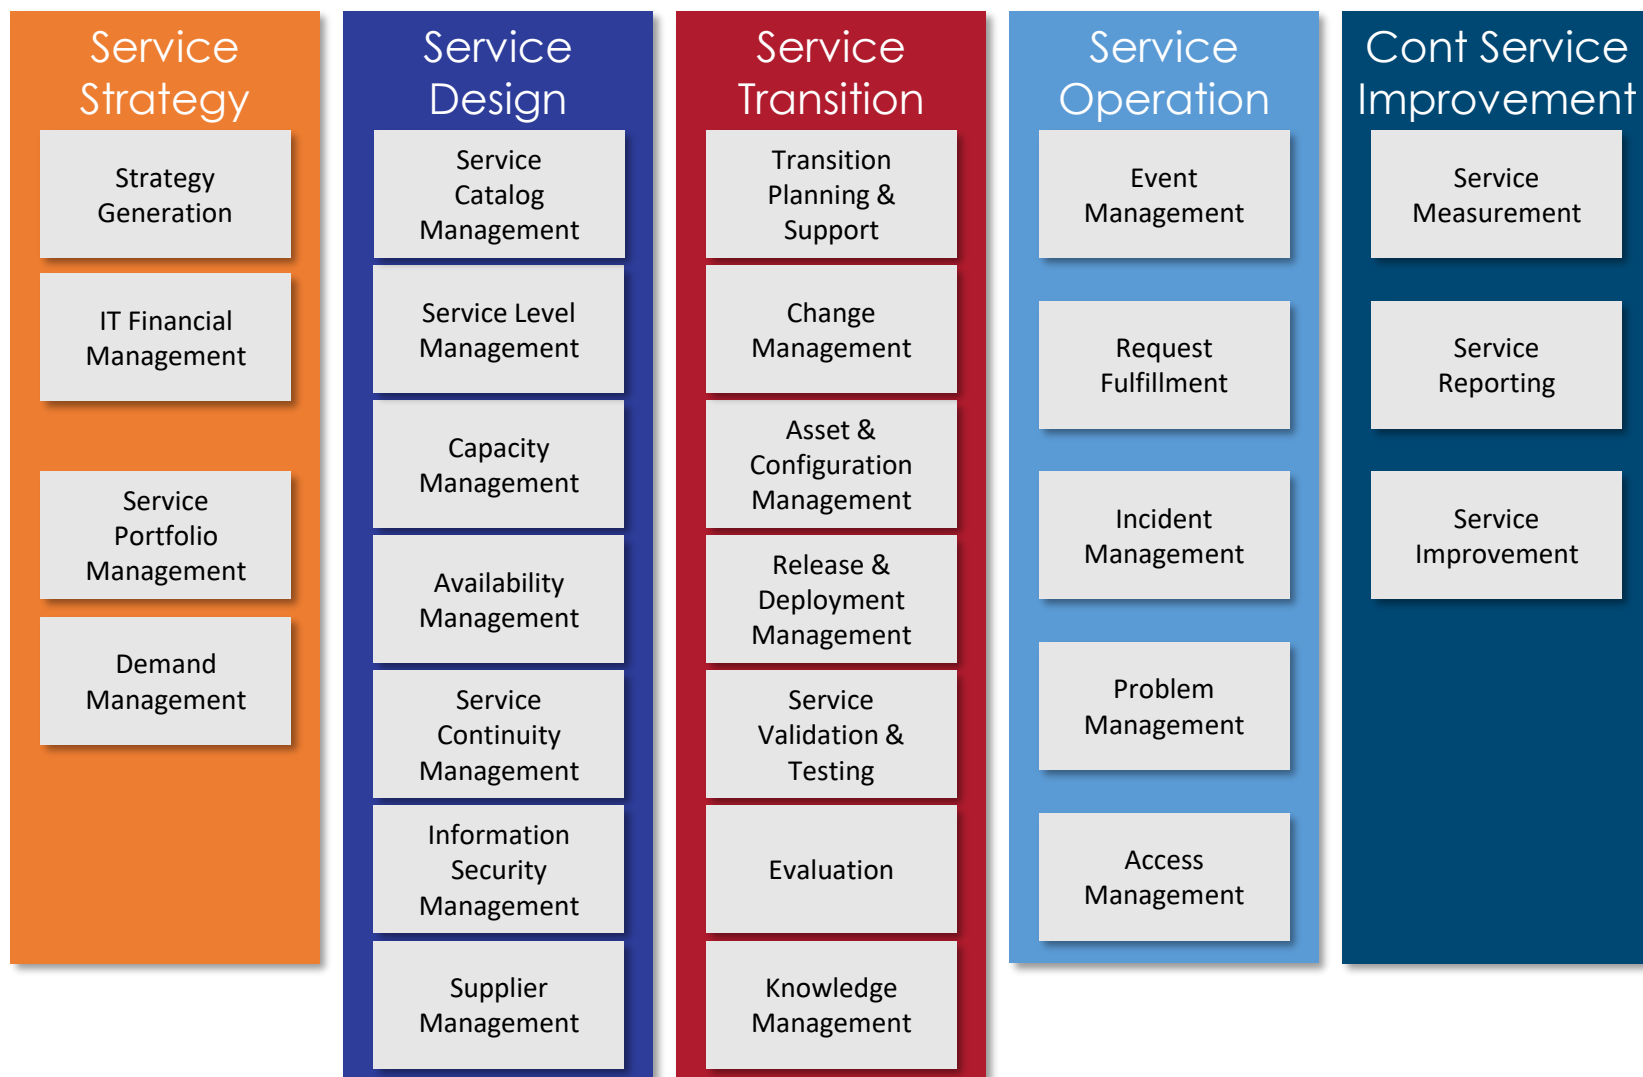 Service
Strategy
Strategy
Generation
IT Financial
Management
Service
Portfolio
Management
Demand
Management
Service
Design
Service
Catalog
Management
Service Level
Management
Capacity
Management
Availability
Management
Service
Continuity
Management
Information
Security
Management
Supplier
Management
Service
Transition
Transition
Planning &
Support
Change
Management
Asset &
Configuration
Management
Release &
Deployment
Management
Service
Validation &
Testing
Evaluation
Knowledge
Management
Service
Operation
Event
Management
Request
Fulfillment
Incident
Management
Problem
Management
Access
Management
Cont Service
Improvement
Service
Measurement
Service
Reporting
Service
Improvement